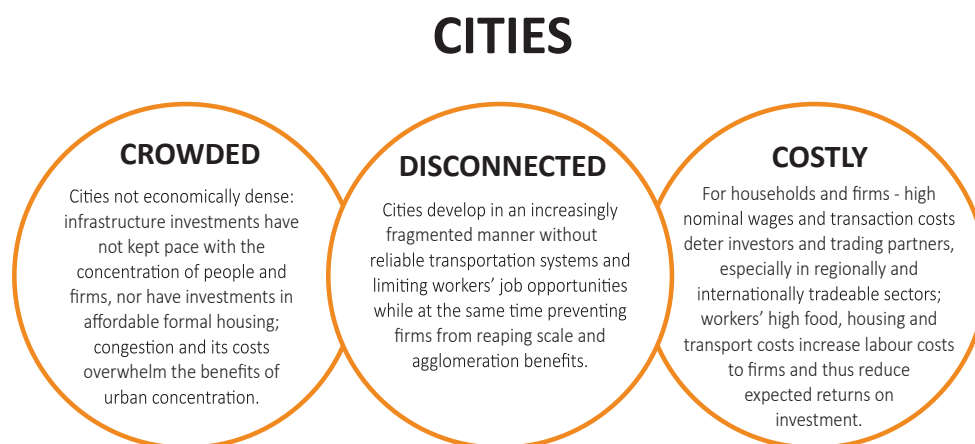 CITIES
CROWDED
Cities not economically dense:
infrastructure investments have
not kept pace with the
concentration of people and
firms, nor have investments in
affordable formal housing;
congestion and its costs
overwhelm the benefits of
urban concentration.
DISCONNECTED
Cities develop in an increasingly
fragmented manner without
reliable transportation systems and
limiting workers' job opportunities
while at the same time preventing
firms from reaping scale and
agglomeration benefits.
COSTLY
For households and firms - high
nominal wages and transaction costs
deter investors and trading partners,
especially in regionally and
internationally tradeable sectors;
workers' high food, housing and
transport costs increase labour costs
to firms and thus reduce
expected returns on
investment.